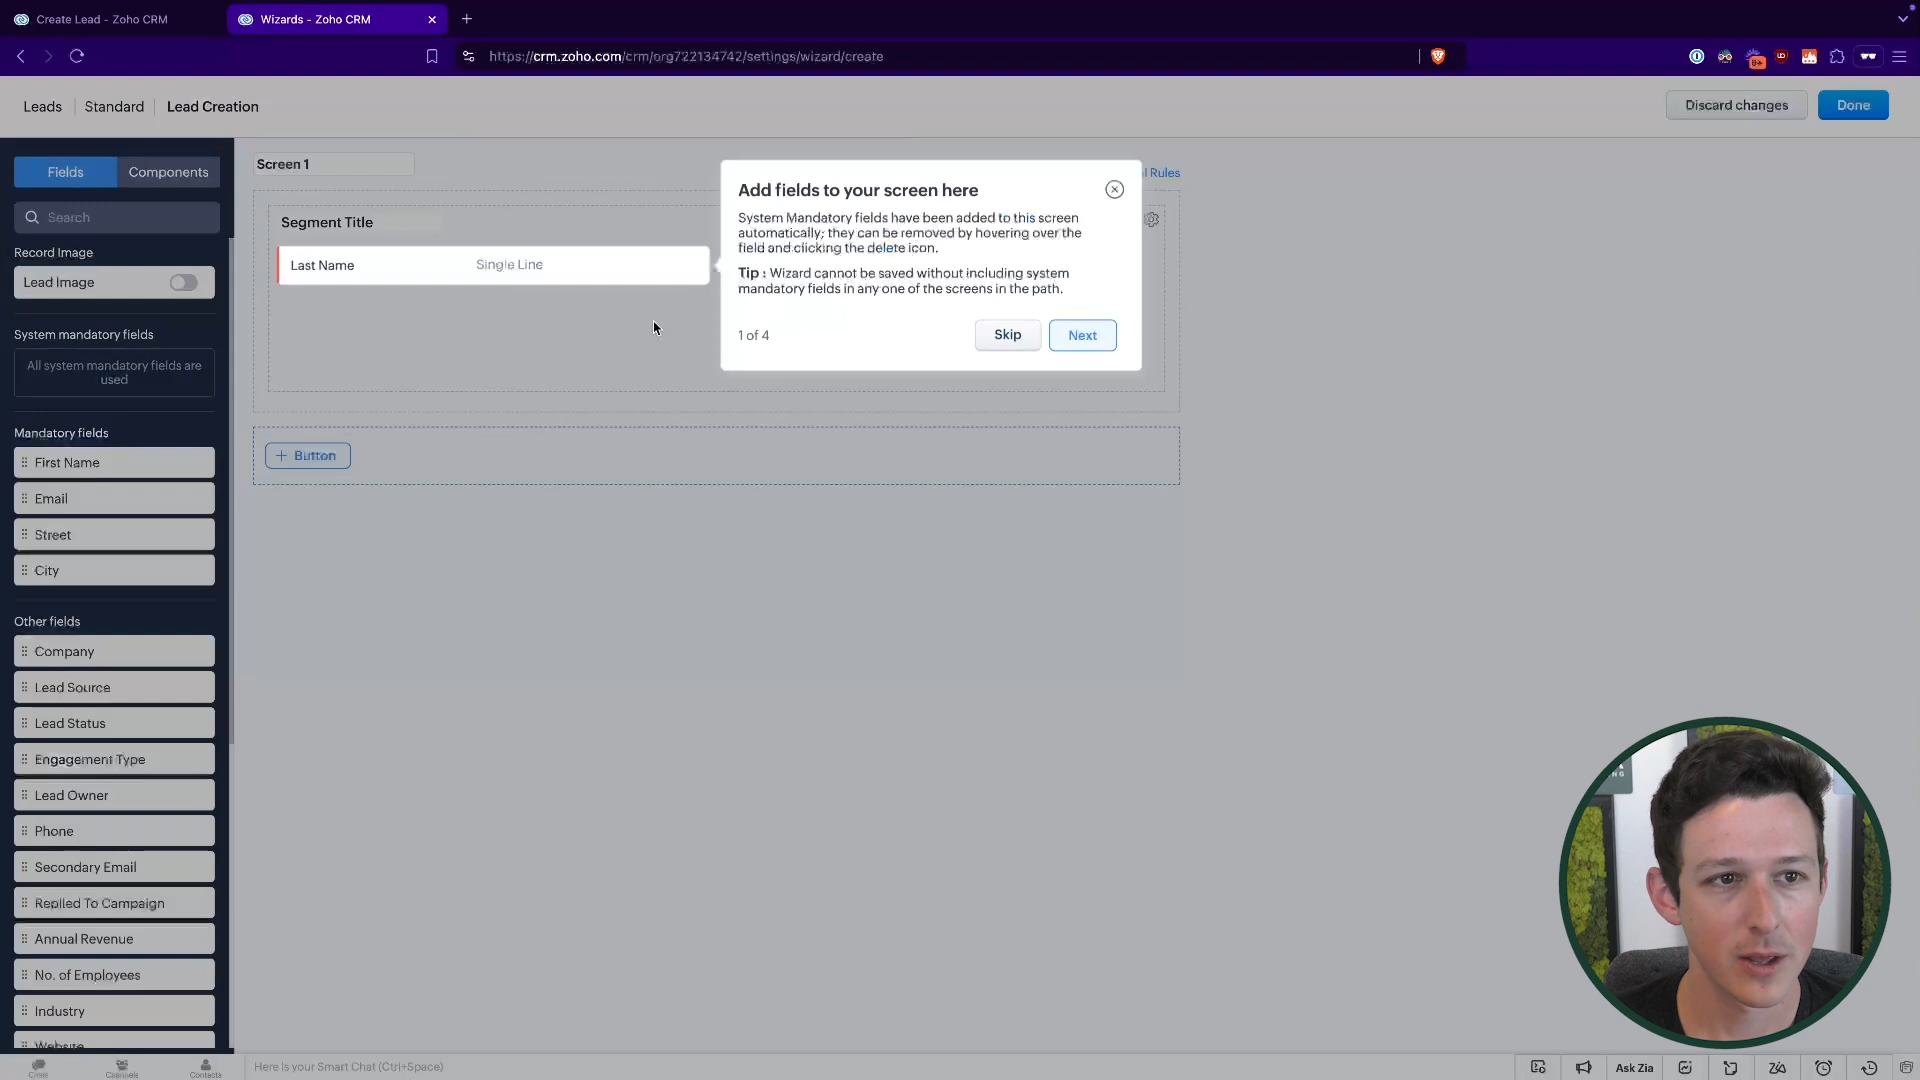 Create Lead - Zoho CRM
Wizards - Zoho CRM
https://crm.zoho.com/crm/org722134742/settings/wizard/create
Leads
Standard
Lead Creation
Discard changes
Done
Fields
Components
Search
Record Image
Lead Image
System mandatory fields
All system mandatory fields are
used
Mandatory fields
First Name
Email
Street
City
Other fields
Company
Lead Source
Lead Status
Engagement Type
Lead Owner
Phone
Secondary Email
Replied To Campaign
Annual Revenue
No. of Employees
Industry
Website
Screen 1
Rules
Segment Title
Last Name
Single Line
Add fields to your screen here
System Mandatory fields have been added to this screen
automatically; they can be removed by hovering over the
field and clicking the delete icon.
Tip : Wizard cannot be saved without including system
mandatory fields in any one of the screens in the path.
1 of 4
Skip
Next
+ Button
Chats
Channels
Contacts
Here is your Smart Chat (Ctrl+Space)
Ask Zia